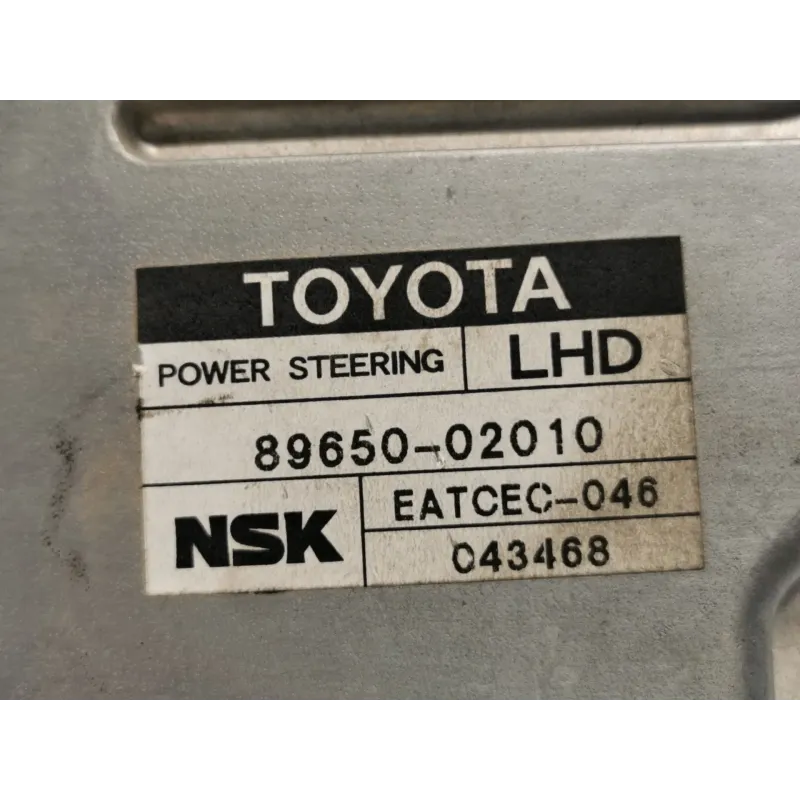 TOYOTA
POWER STEERING LHD
89650-02010
NSK EATCEC-046
043468